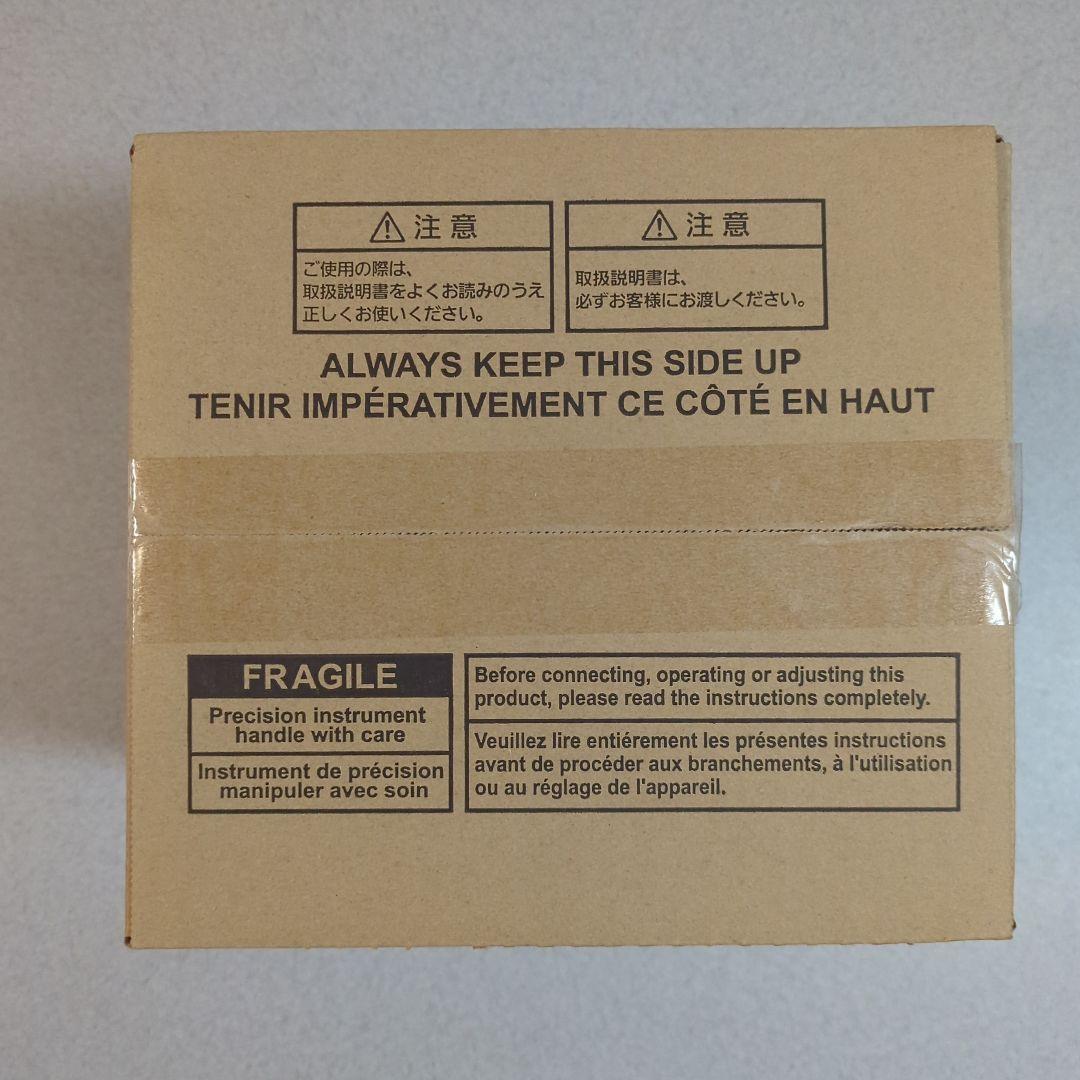 ⚠注意
ご使用の際は、
取扱説明書をよくお読みのうえ
正しくお使いください。
⚠注意
取扱説明書は、
必ずお客様にお渡しください。
ALWAYS KEEP THIS SIDE UP
TENIR IMPÉRATIVEMENT CE CÔTÉ EN HAUT
FRAGILE
Precision instrument
handle with care
Instrument de précision
manipuler avec soin
Before connecting, operating or adjusting this
product, please read the instructions completely.
Veuillez lire entiérement les présentes instructions
avant de procéder aux branchements, à l'utilisation
ou au réglage de l'appareil.